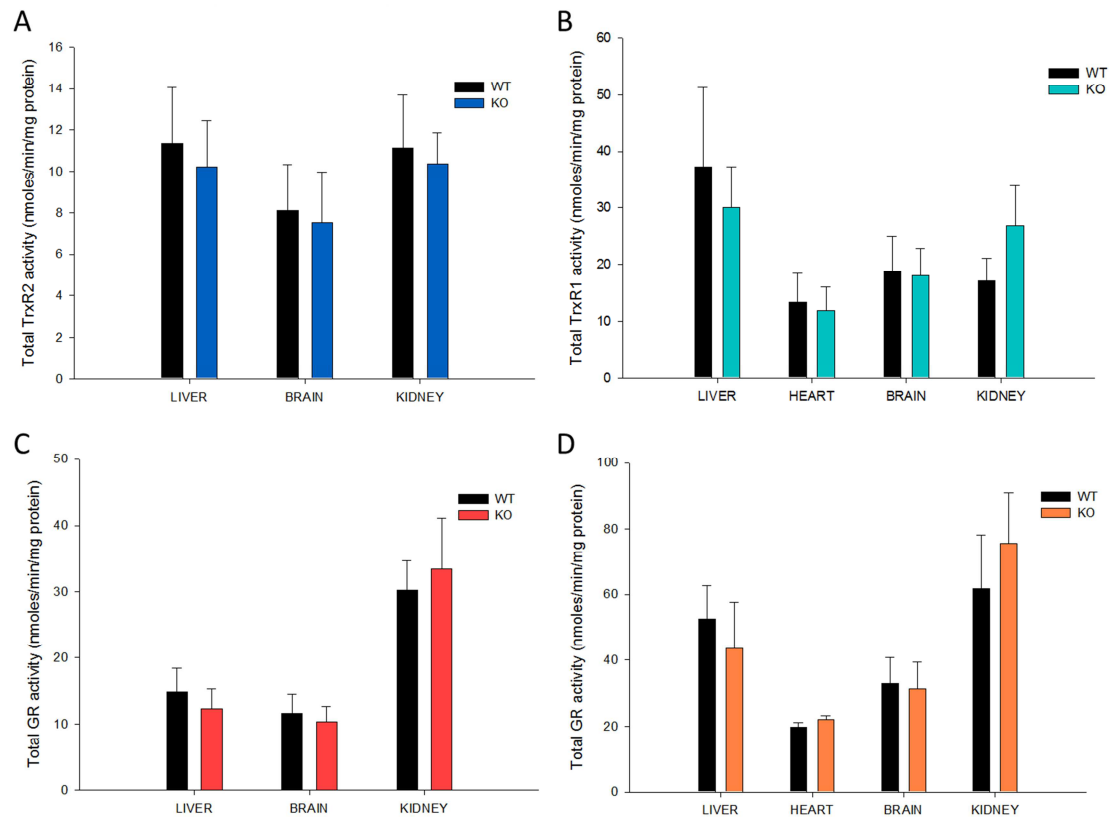 A
Total TrxR2 activity (nmoles/min/mg protein)
16
14
12
10
8
6
4
2
0
WT
KO
LIVER BRAIN KIDNEY
B
Total TrxR1 activity (nmoles/min/mg protein)
60
50
40
30
20
10
0
WT
KO
LIVER HEART BRAIN KIDNEY
C
Total GR activity (nmoles/min/mg protein)
50
40
30
20
10
0
WT
KO
LIVER BRAIN KIDNEY
D
Total GR activity (nmoles/min/mg protein)
100
80
60
40
20
0
WT
KO
LIVER HEART BRAIN KIDNEY